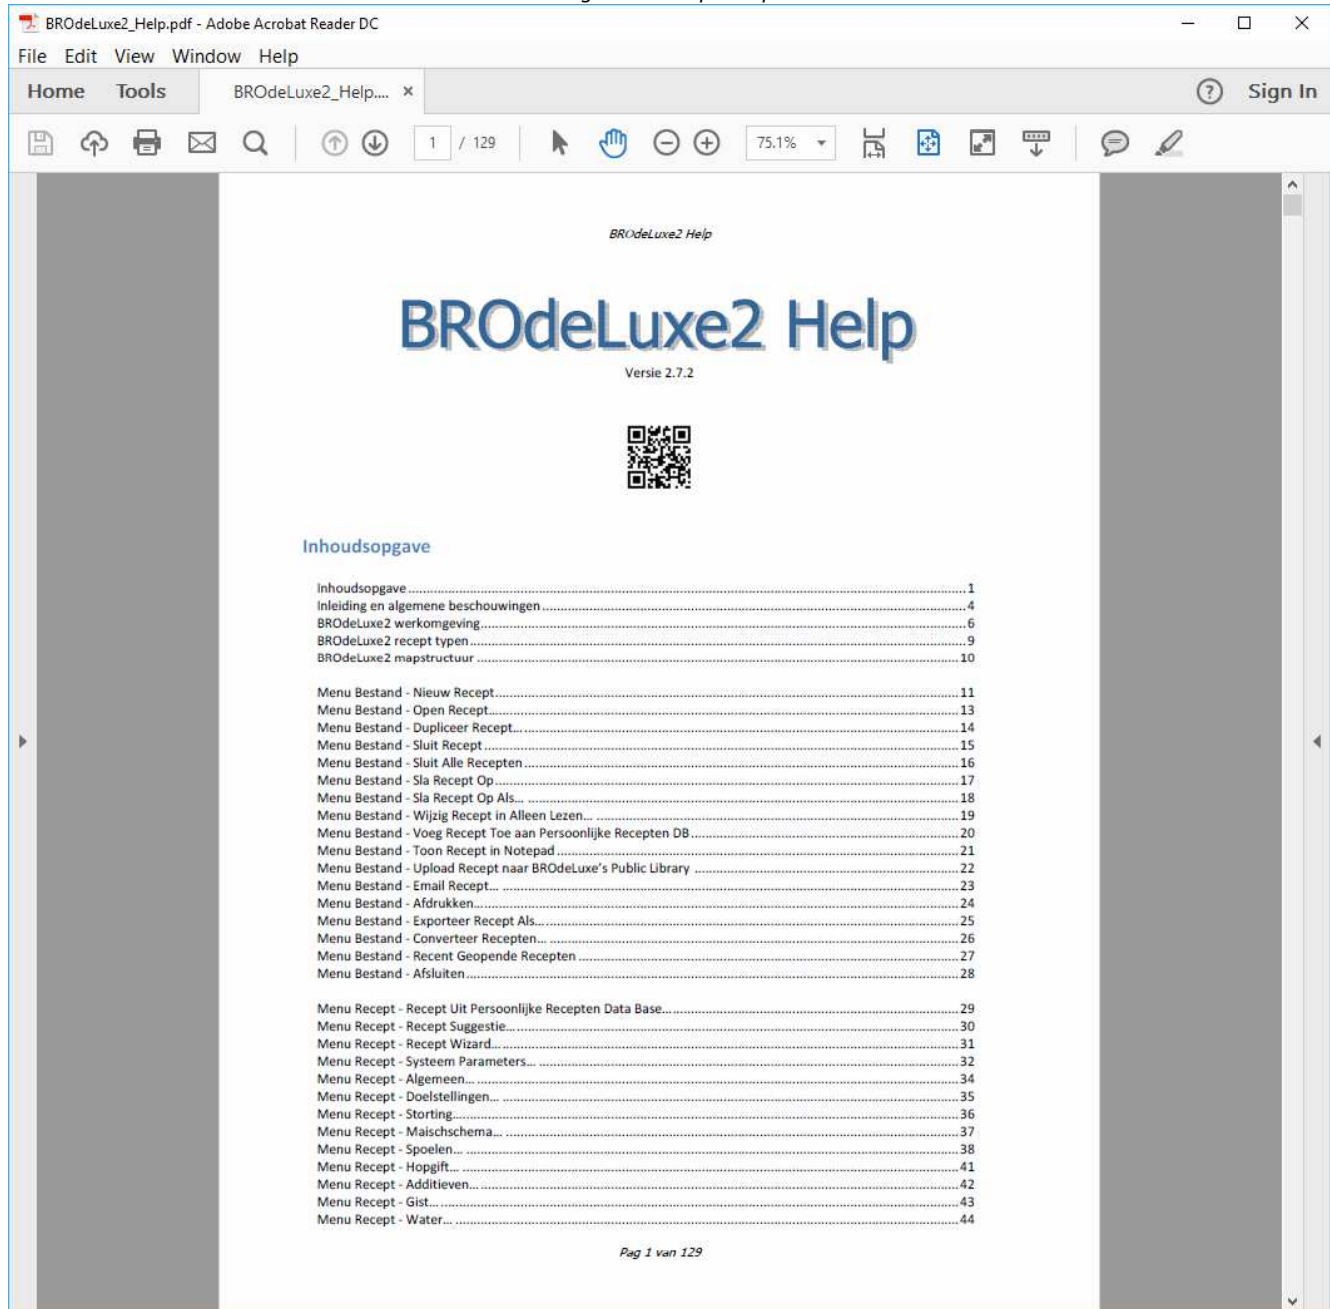 BROdeLuxe2_Help.pdf - Adobe Acrobat Reader DC
File Edit View Window Help
Home Tools BROdeLuxe2_Help.... × ? Sign In
1 / 129 75.1%
BROdeLuxe2 Help
BROdeLuxe2 Help
Versie 2.7.2
Inhoudsopgave
Inhoudsopgave 1
Inleiding en algemene beschouwingen 4
BROdeLuxe2 werkomgeving 6
BROdeLuxe2 recept typen 9
BROdeLuxe2 mapstructuur 10
Menu Bestand - Nieuw Recept 11
Menu Bestand - Open Recept... 13
Menu Bestand - Dupliceer Recept... 14
Menu Bestand - Sluit Recept 15
Menu Bestand - Sluit Alle Recepten 16
Menu Bestand - Sla Recept Op 17
Menu Bestand - Sla Recept Op Als... 18
Menu Bestand - Wijzig Recept in Alleen Lezen... 19
Menu Bestand - Voeg Recept Toe aan Persoonlijke Recepten DB 20
Menu Bestand - Toon Recept in Notepad 21
Menu Bestand - Upload Recept naar BROdeLuxe's Public Library 22
Menu Bestand - Email Recept... 23
Menu Bestand - Afdrukken 24
Menu Bestand - Exporteer Recept Als... 25
Menu Bestand - Converteer Recepten... 26
Menu Bestand - Recent Geopende Recepten 27
Menu Bestand - Afsluiten 28
Menu Recept - Recept Uit Persoonlijke Recepten Data Base... 29
Menu Recept - Recept Suggestie... 30
Menu Recept - Recept Wizard... 31
Menu Recept - Systeem Parameters... 32
Menu Recept - Algemeen... 34
Menu Recept - Doelstellingen... 35
Menu Recept - Storting... 36
Menu Recept - Maischschema... 37
Menu Recept - Spoelen... 38
Menu Recept - Hopgift... 41
Menu Recept - Additieven... 42
Menu Recept - Gist... 43
Menu Recept - Water... 44
Pag 1 van 129